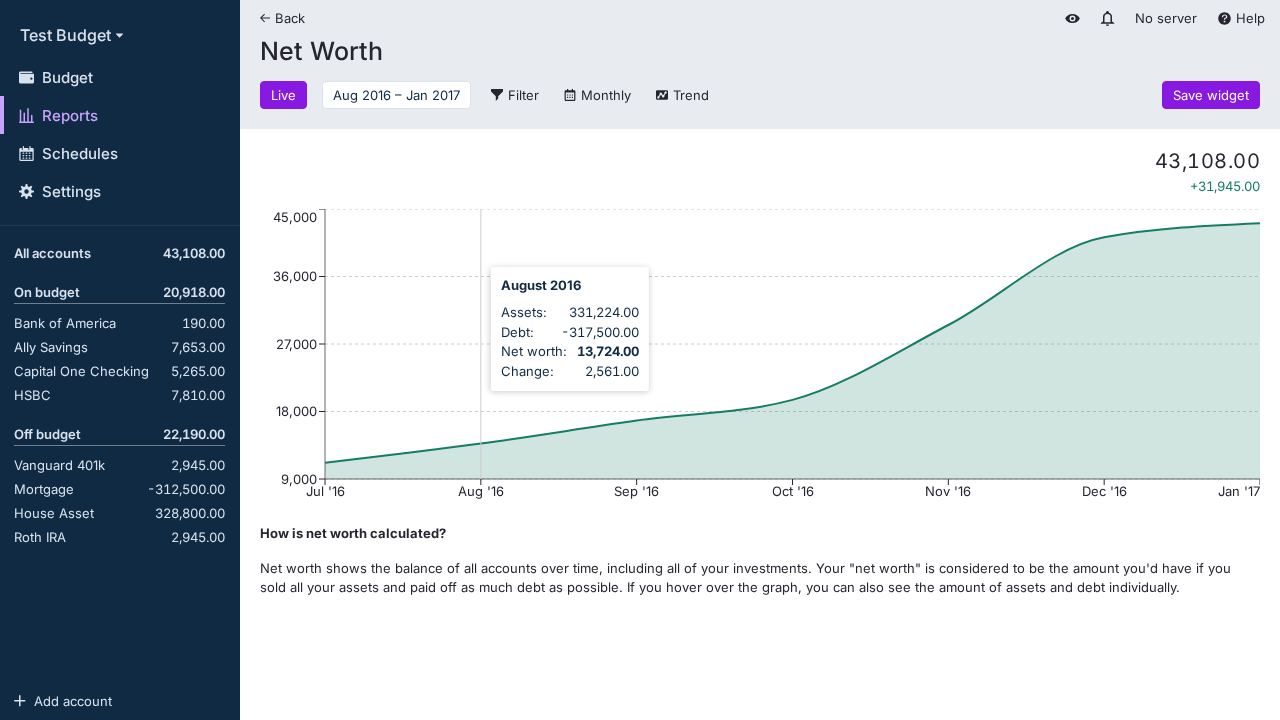 Test Budget
Budget
Reports
Schedules
Settings
All accounts 43,108.00
On budget 20,918.00
Bank of America 190.00
Ally Savings 7,653.00
Capital One Checking 5,265.00
HSBC 7,810.00
Off budget 22,190.00
Vanguard 401k 2,945.00
Mortgage -312,500.00
House Asset 328,800.00
Roth IRA 2,945.00
Add account
Back
No server
Help
Net Worth
Live
Aug 2016 – Jan 2017
Filter
Monthly
Trend
Save widget
43,108.00
+31,945.00
45,000
36,000
27,000
18,000
9,000
August 2016
Assets: 331,224.00
Debt: -317,500.00
Net worth: 13,724.00
Change: 2,561.00
Jul '16 Aug '16 Sep '16 Oct '16 Nov '16 Dec '16 Jan '17
How is net worth calculated?
Net worth shows the balance of all accounts over time, including all of your investments. Your "net worth" is considered to be the amount you'd have if you
sold all your assets and paid off as much debt as possible. If you hover over the graph, you can also see the amount of assets and debt individually.